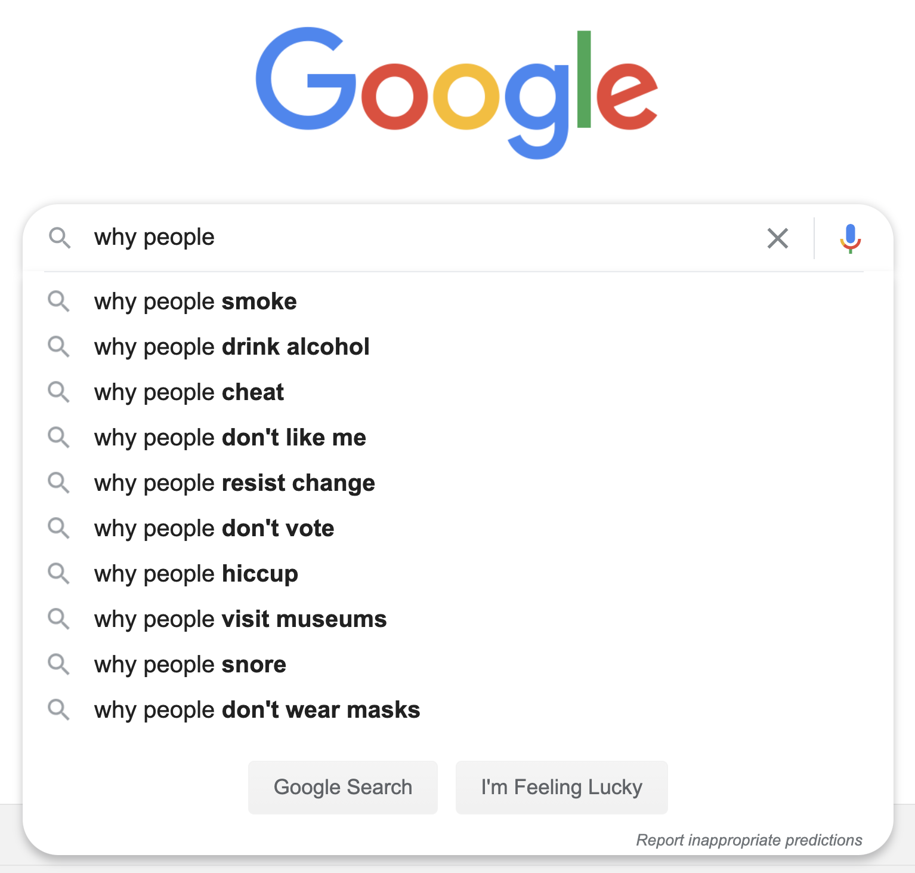 Google
why people
why people smoke
why people drink alcohol
why people cheat
why people don't like me
why people resist change
why people don't vote
why people hiccup
why people visit museums
why people snore
why people don't wear masks
Google Search
I'm Feeling Lucky
Report inappropriate predictions